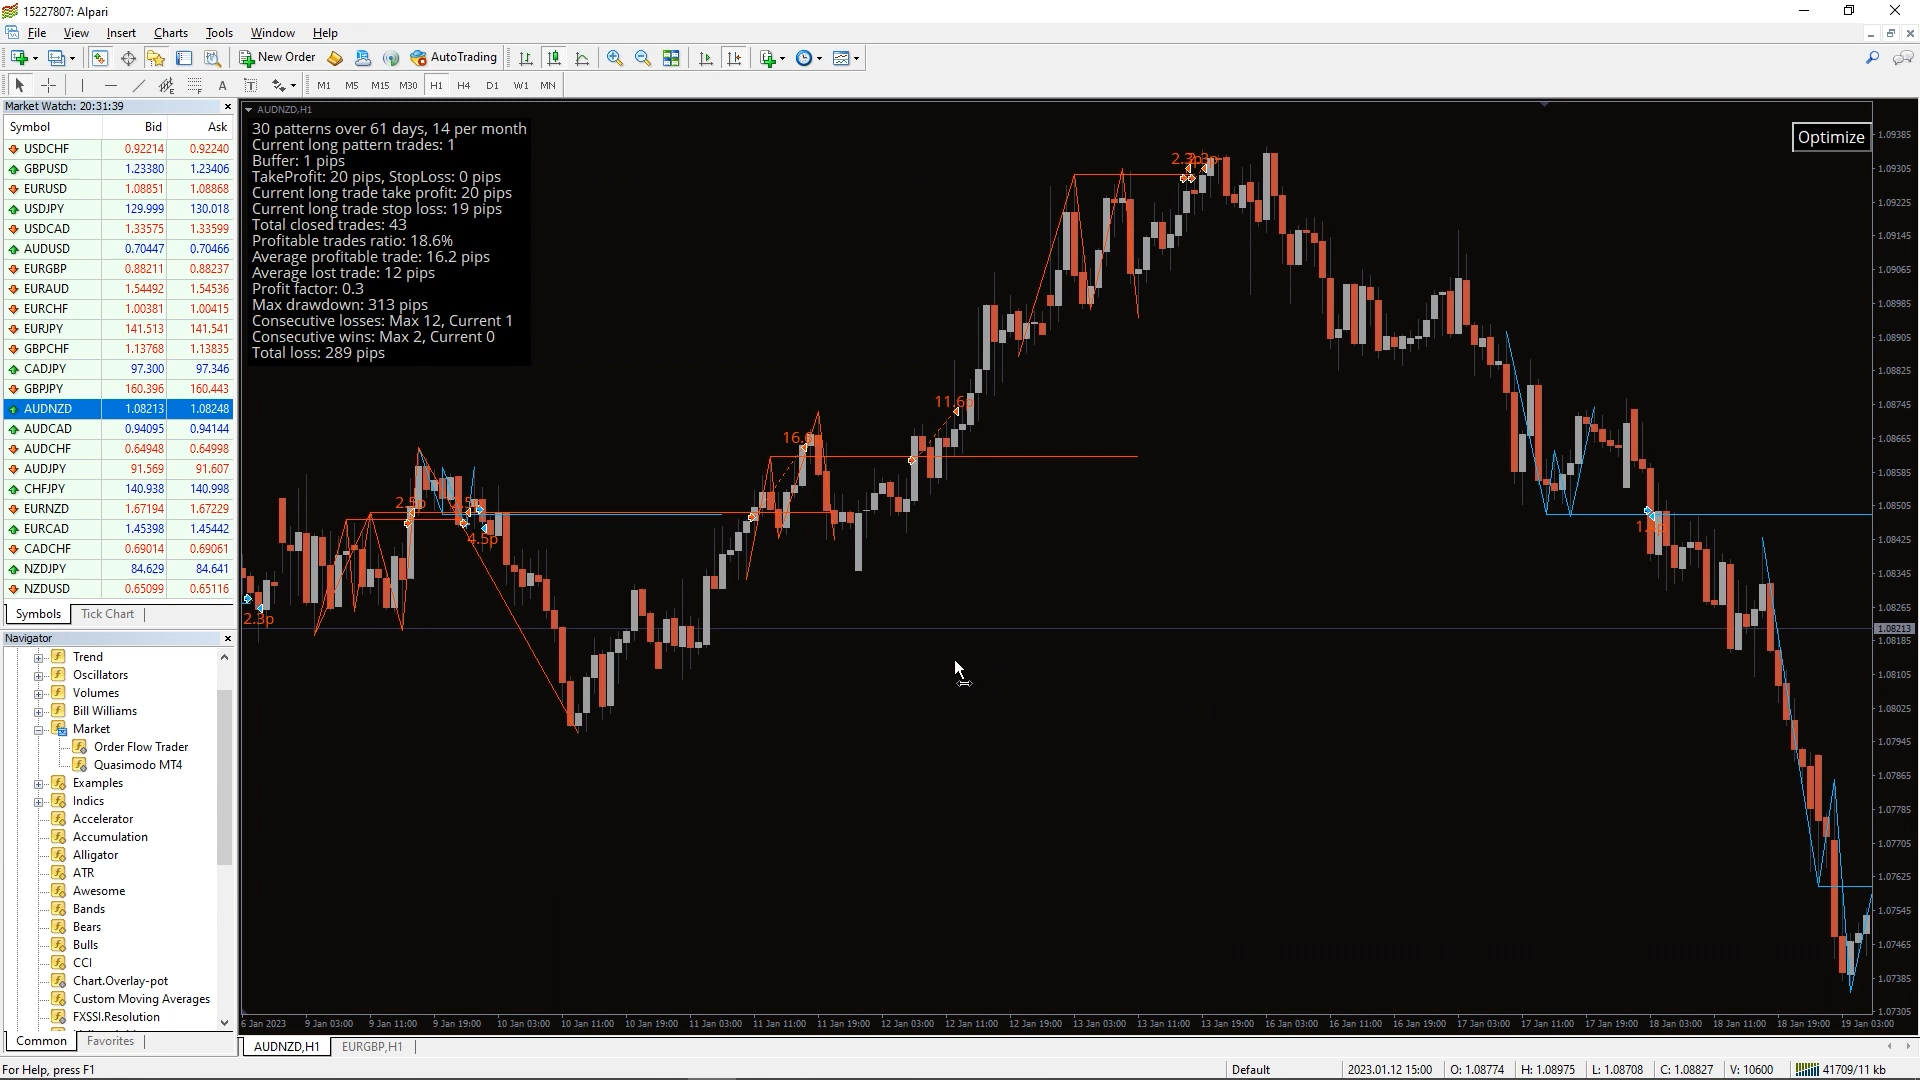 15227807: Alpari
File View Insert Charts Tools Window Help
New Order AutoTrading
A T M1 M5 M15 M30 H1 H4 D1 W1 MN
Market Watch: 20:31:39
Symbol Bid Ask
USDCHF 0.92214 0.92240
GBPUSD 1.23380 1.23406
EURUSD 1.08851 1.08868
USDJPY 129.999 130.018
USDCAD 1.33575 1.33599
AUDUSD 0.70447 0.70466
EURGBP 0.88211 0.88237
EURAUD 1.54492 1.54536
EURCHF 1.00381 1.00415
EURJPY 141.513 141.541
GBPCHF 1.13768 1.13835
CADJPY 97.300 97.346
GBPJPY 160.396 160.443
AUDNZD 1.08213 1.08248
AUDCAD 0.94095 0.94144
AUDCHF 0.64948 0.64998
AUDJPY 91.569 91.607
CHFJPY 140.938 140.998
EURNZD 1.67194 1.67229
EURCAD 1.45398 1.45442
CADCHF 0.69014 0.69061
NZDJPY 84.629 84.641
NZDUSD 0.65099 0.65116
Symbols Tick Chart
Navigator
Trend
Oscillators
Volumes
Bill Williams
Market
Order Flow Trader
Quasimodo MT4
Examples
Indics
Accelerator
Accumulation
Alligator
ATR
Awesome
Bands
Bears
Bulls
CCI
Chart.Overlay-pot
Custom Moving Averages
FXSSI.Resolution
Common Favorites
AUDNZD,H1
30 patterns over 61 days, 14 per month
Current long pattern trades: 1
Buffer: 1 pips
TakeProfit: 20 pips, StopLoss: 0 pips
Current long trade take profit: 20 pips
Current long trade stop loss: 19 pips
Total closed trades: 43
Profitable trades ratio: 18.6%
Average profitable trade: 16.2 pips
Average lost trade: 12 pips
Profit factor: 0.3
Max drawdown: 313 pips
Consecutive losses: Max 12, Current 1
Consecutive wins: Max 2, Current 0
Total loss: 289 pips
Optimize
11.6p
4.5p
2.3p
1.09385
1.09305
1.09225
1.09145
1.09065
1.08985
1.08905
1.08825
1.08745
1.08665
1.08585
1.08505
1.08425
1.08345
1.08265
1.08213
1.08185
1.08105
1.08025
1.07945
1.07865
1.07785
1.07705
1.07625
1.07545
1.07465
1.07385
1.07305
6 Jan 2023 9 Jan 03:00 9 Jan 11:00 9 Jan 19:00 10 Jan 03:00 10 Jan 11:00 10 Jan 19:00 11 Jan 03:00 11 Jan 11:00 11 Jan 19:00 12 Jan 03:00 12 Jan 11:00 12 Jan 19:00 13 Jan 03:00 13 Jan 11:00 13 Jan 19:00 16 Jan 03:00 16 Jan 11:00 16 Jan 19:00 17 Jan 03:00 17 Jan 11:00 17 Jan 19:00 18 Jan 03:00 18 Jan 11:00 18 Jan 19:00 19 Jan 03:00
AUDNZD,H1 EURGBP,H1
For Help, press F1 Default 2023.01.12 15:00 O: 1.08774 H: 1.08975 L: 1.08708 C: 1.08827 V: 10600 41709/11 kb